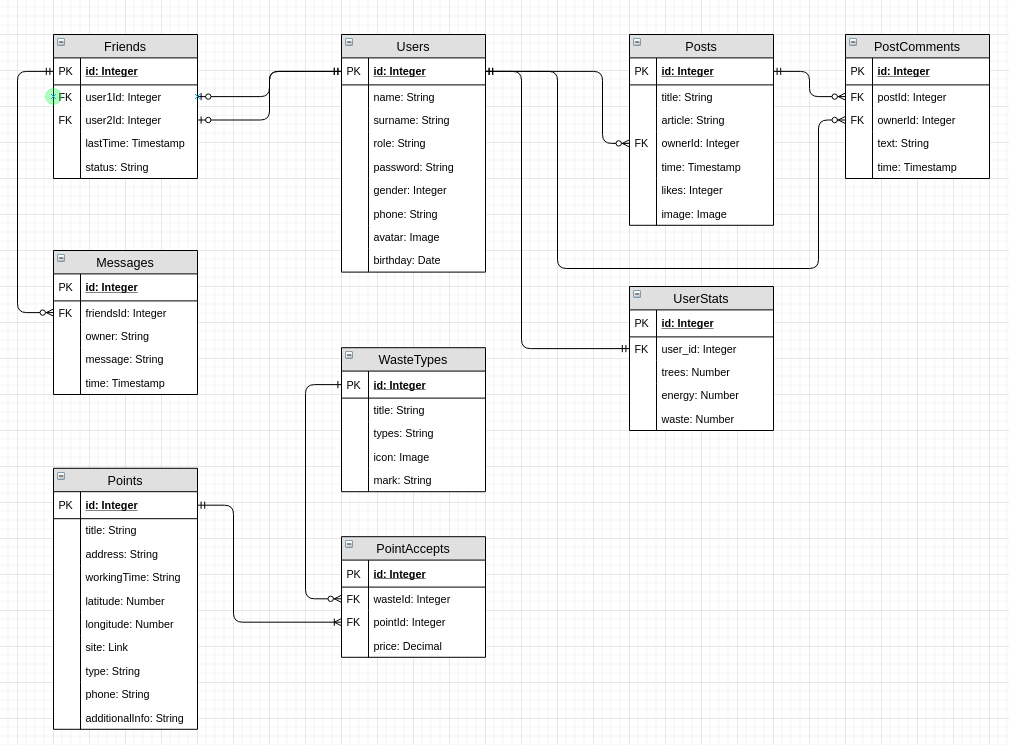 Friends
PK id: Integer
FK user1Id: Integer
FK user2Id: Integer
lastTime: Timestamp
status: String
Users
PK id: Integer
name: String
surname: String
role: String
password: String
gender: Integer
phone: String
avatar: Image
birthday: Date
Posts
PK id: Integer
title: String
article: String
FK ownerId: Integer
time: Timestamp
likes: Integer
image: Image
PostComments
PK id: Integer
FK postId: Integer
FK ownerId: Integer
text: String
time: Timestamp
Messages
PK id: Integer
FK friendsId: Integer
owner: String
message: String
time: Timestamp
UserStats
PK id: Integer
FK user_id: Integer
trees: Number
energy: Number
waste: Number
WasteTypes
PK id: Integer
title: String
types: String
icon: Image
mark: String
Points
PK id: Integer
title: String
address: String
workingTime: String
latitude: Number
longitude: Number
site: Link
type: String
phone: String
additionalInfo: String
PointAccepts
PK id: Integer
FK wasteId: Integer
FK pointId: Integer
price: Decimal